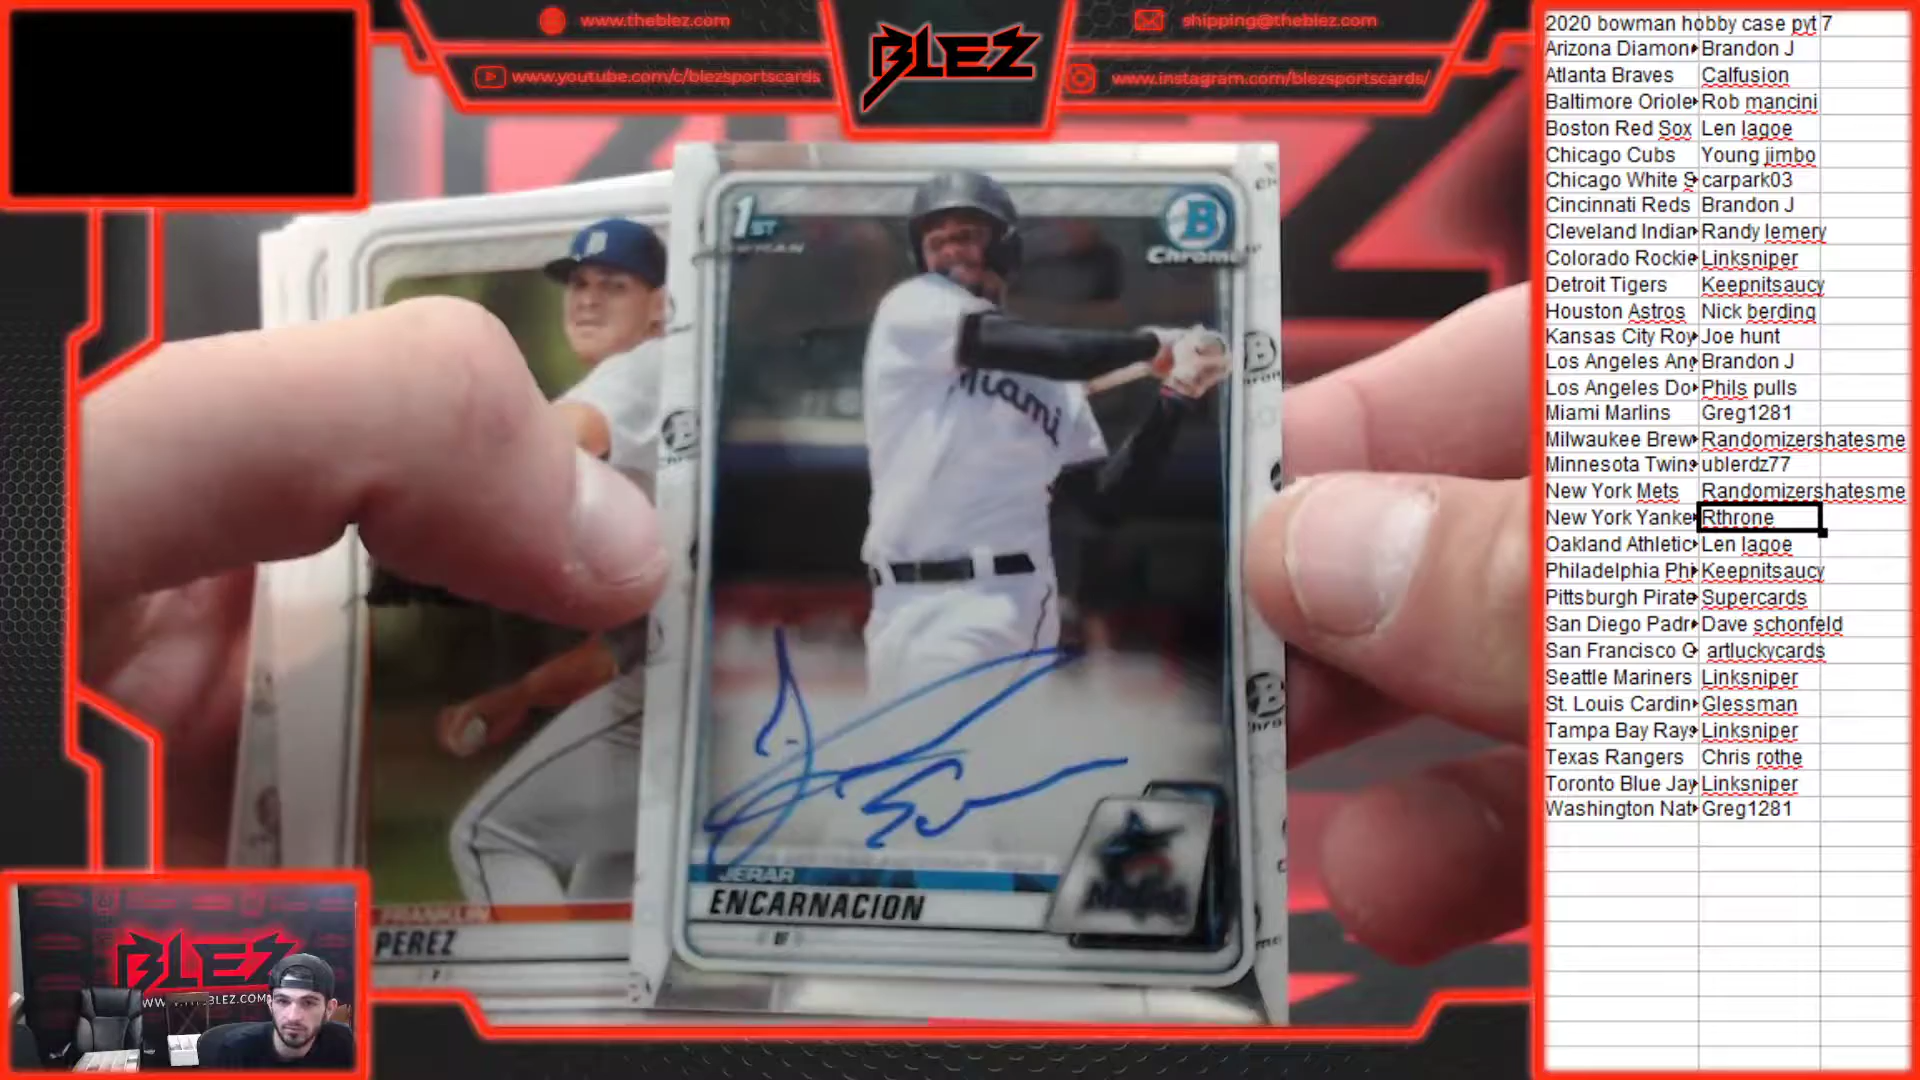 www.theblez.com
BLEZ
shipping@theblez.com
www.youtube.com/c/blezsportscards
www.instagram.com/blezsportscards/
1ST
B
Chrome
Miami
JERAR
ENCARNACION
OF
FRANKLIN
PEREZ
P
BLEZ
2020 bowman hobby case pyt 7
Arizona Diamon Brandon J
Atlanta Braves Calfusion
Baltimore Oriole Rob mancini
Boston Red Sox Len lagoe
Chicago Cubs Young jimbo
Chicago White S carpark03
Cincinnati Reds Brandon J
Cleveland Indian Randy lemery
Colorado Rockie Linksniper
Detroit Tigers Keepnitsaucy
Houston Astros Nick berding
Kansas City Roy Joe hunt
Los Angeles Ang Brandon J
Los Angeles Do Phils pulls
Miami Marlins Greg1281
Milwaukee Brew Randomizershatesme
Minnesota Twins ublerdz77
New York Mets Randomizershatesme
New York Yanke Rthrone
Oakland Athletic Len lagoe
Philadelphia Phi Keepnitsaucy
Pittsburgh Pirate Supercards
San Diego Padr Dave schonfeld
San Francisco G artluckycards
Seattle Mariners Linksniper
St. Louis Cardin Glessman
Tampa Bay Rays Linksniper
Texas Rangers Chris rothe
Toronto Blue Jay Linksniper
Washington Nat Greg1281